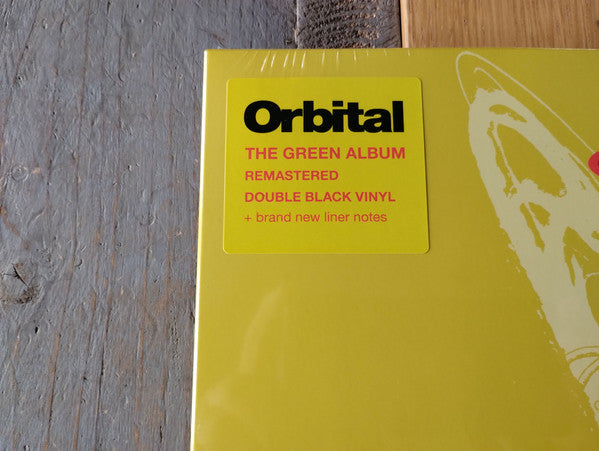 Orbital
THE GREEN ALBUM
REMASTERED
DOUBLE BLACK VINYL
+ brand new liner notes